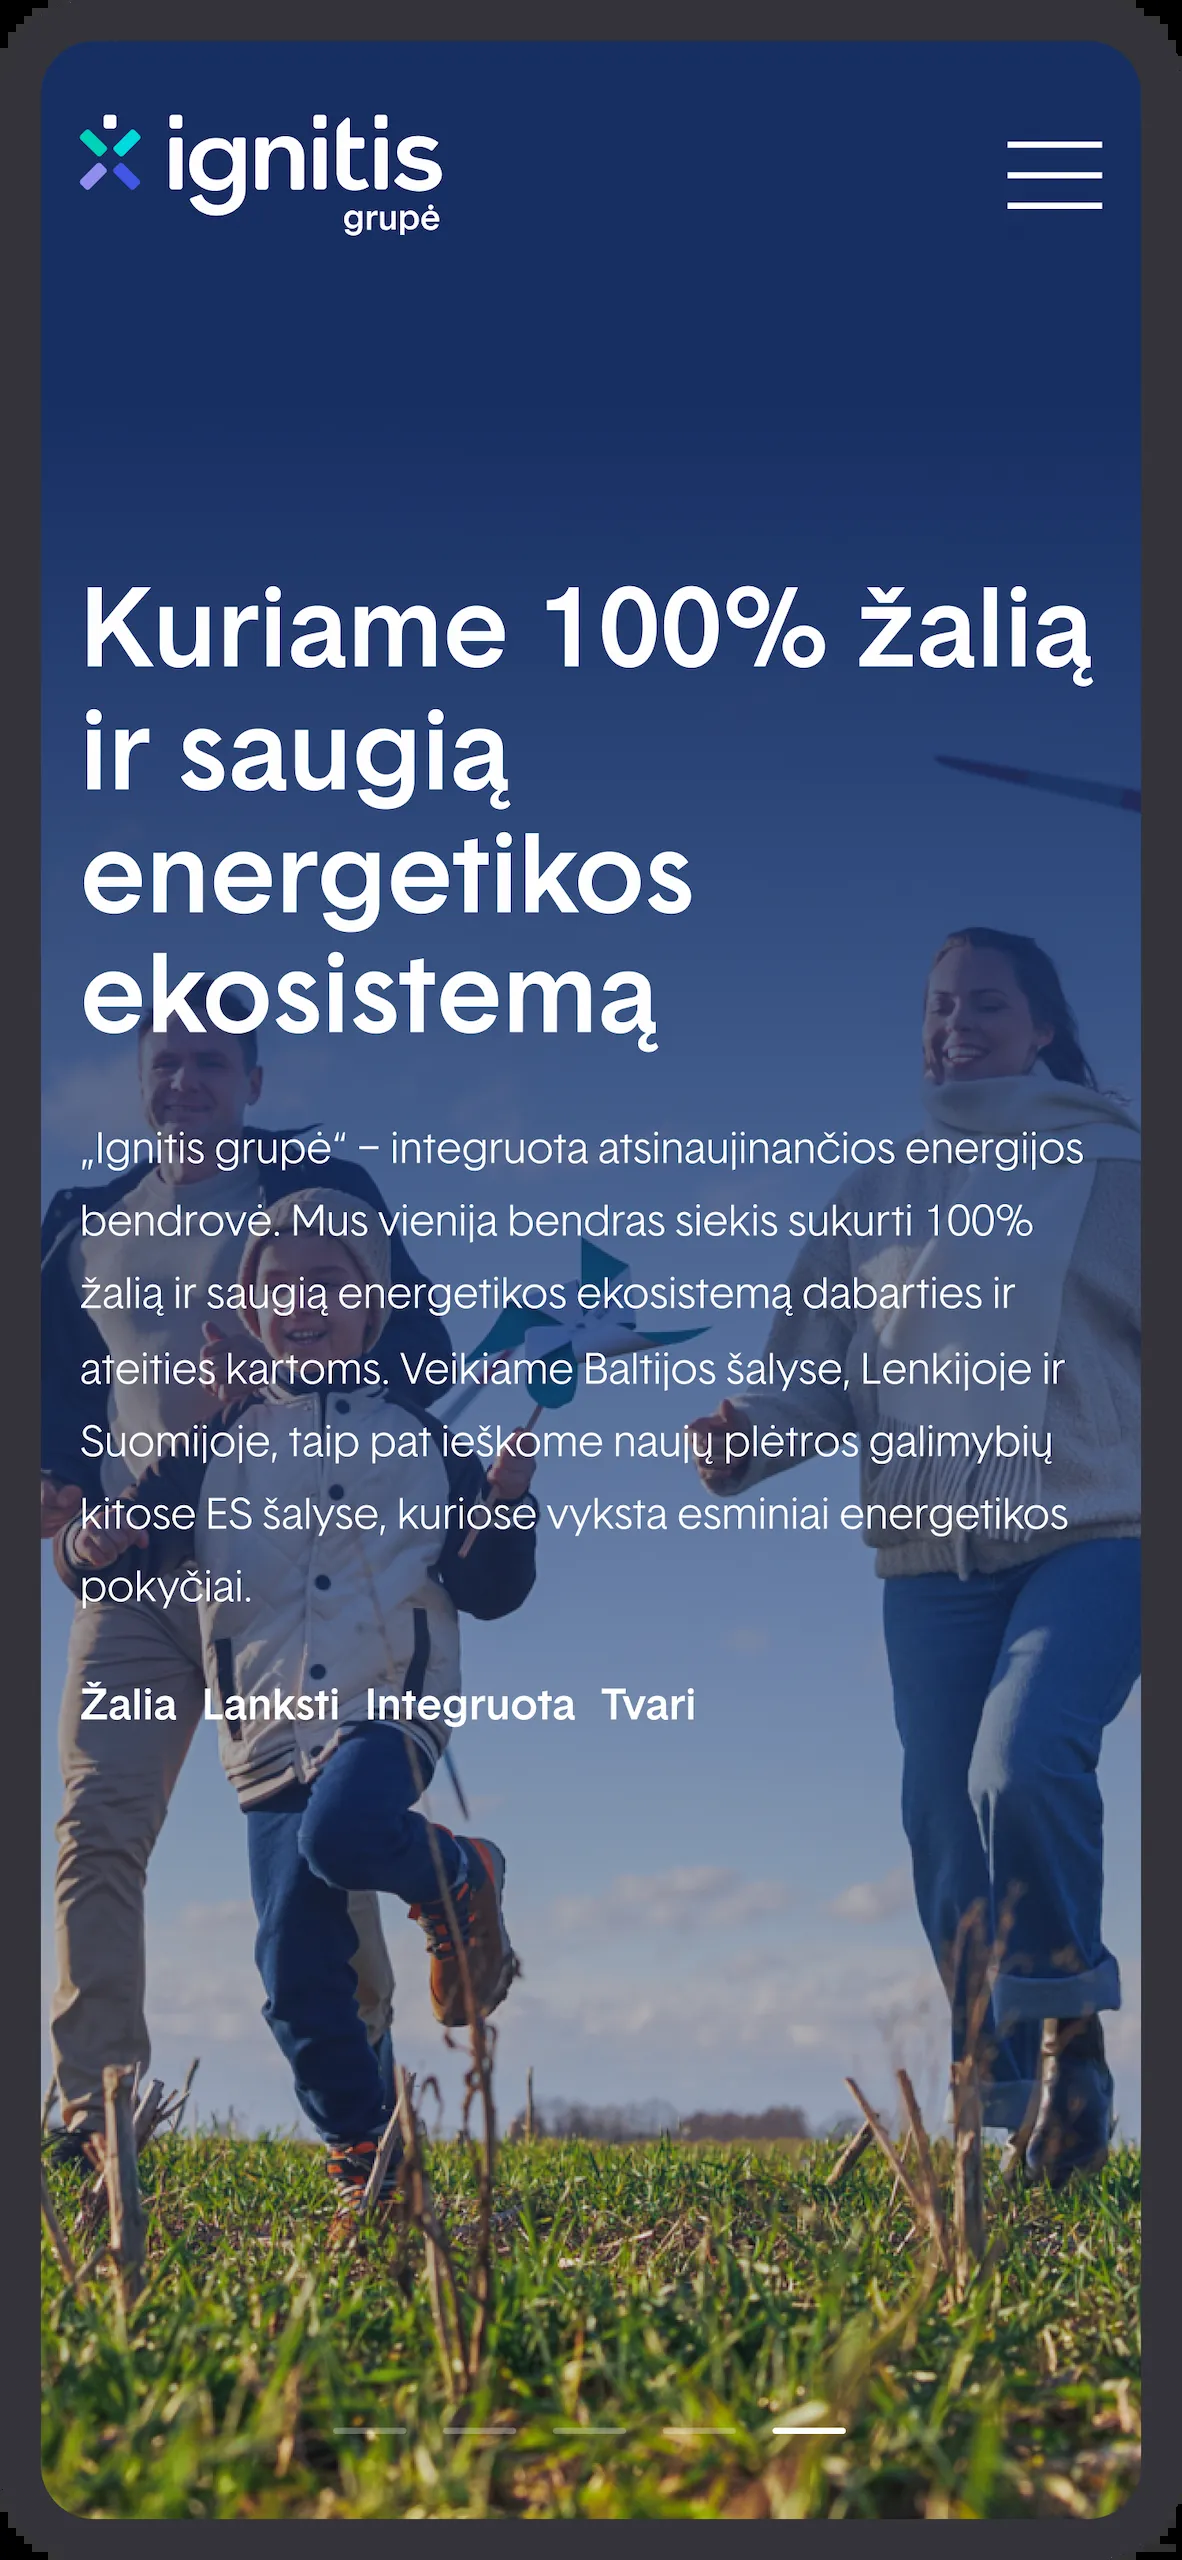 ignitis
grupė
Kuriame 100% žalią
ir saugią
energetikos
ekosistemą
„Ignitis grupė“ – integruota atsinaujinančios energijos
bendrovė. Mus vienija bendras siekis sukurti 100%
žalią ir saugią energetikos ekosistemą dabarties ir
ateities kartoms. Veikiame Baltijos šalyse, Lenkijoje ir
Suomijoje, taip pat ieškome naujų plėtros galimybių
kitose ES šalyse, kuriose vyksta esminiai energetikos
pokyčiai.
Žalia Lanksti Integruota Tvari